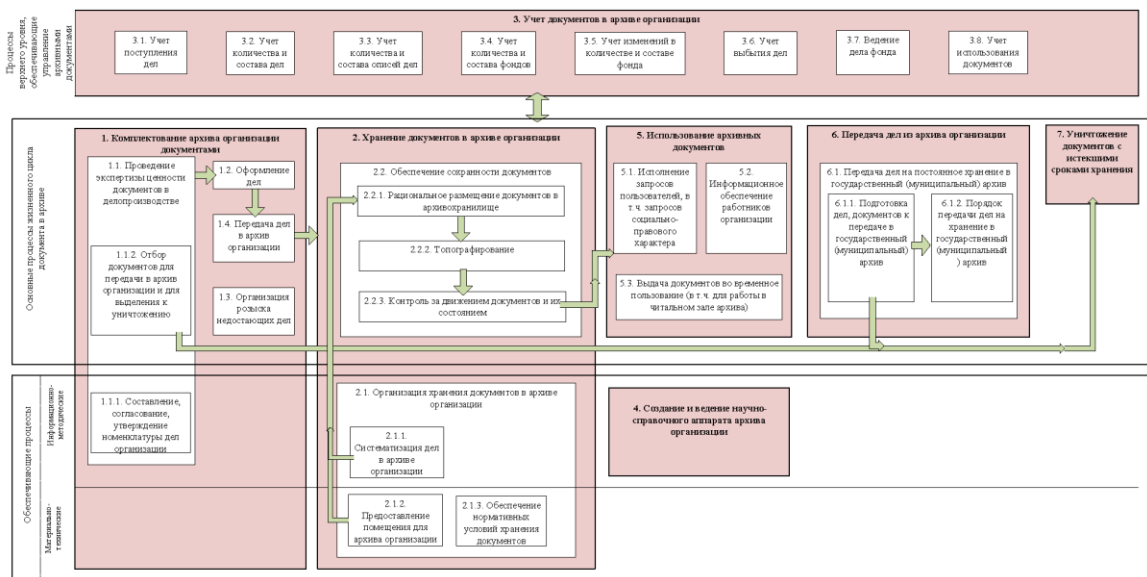 Процессы
верхнего уровня,
обеспечивающие
управление
архивными
документами
3. Учет документов в архиве организации
3.1. Учет
поступления
дел
3.2. Учет
количества и
состава дел
3.3. Учет
количества и
состава описей дел
3.4. Учет
количества и
состава фондов
3.5. Учет изменений в
количестве и составе
фонда
3.6. Учет
выбытия дел
3.7. Ведение
дела фонда
3.8. Учет
использования
документов
Основные процессы жизненного цикла
документа в архиве
1. Комплектование архива организации
документами
1.1. Проведение
экспертизы ценности
документов в
делопроизводстве
1.2. Оформление
дел
1.4. Передача дел
в архив
организации
1.1.2. Отбор
документов для
передачи в архив
организации и для
выделения к
уничтожению
1.3. Организация
розыска
недостающих дел
2. Хранение документов в архиве организации
2.2. Обеспечение сохранности документов
2.2.1. Рациональное размещение документов в
архивохранилище
2.2.2. Топографирование
2.2.3. Контроль за движением документов и их
состоянием
5. Использование архивных
документов
5.1. Исполнение
запросов
пользователей, в
т.ч. запросов
социально-
правового
характера
5.2.
Информационное
обеспечение
работников
организации
5.3. Выдача документов во временное
пользование (в т.ч. для работы в
читальном зале архива)
6. Передача дел из архива организации
6.1. Передача дел на постоянное хранение в
государственный (муниципальный) архив
6.1.1. Подготовка
дел, документов к
передаче в
государственный
(муниципальный)
архив
6.1.2. Порядок
передачи дел на
хранение в
государственный
(муниципальный
) архив
7. Уничтожение
документов с
истекшими
сроками хранения
Обеспечивающие процессы
Информационно-
методические
1.1.1. Составление,
согласование,
утверждение
номенклатуры дел
организации
2.1. Организация хранения документов в архиве
организации
2.1.1.
Систематизация дел
в архиве
организации
4. Создание и ведение научно-
справочного аппарата архива
организации
Материально-
технические
2.1.2.
Предоставление
помещения для
архива организации
2.1.3. Обеспечение
нормативных
условий хранения
документов